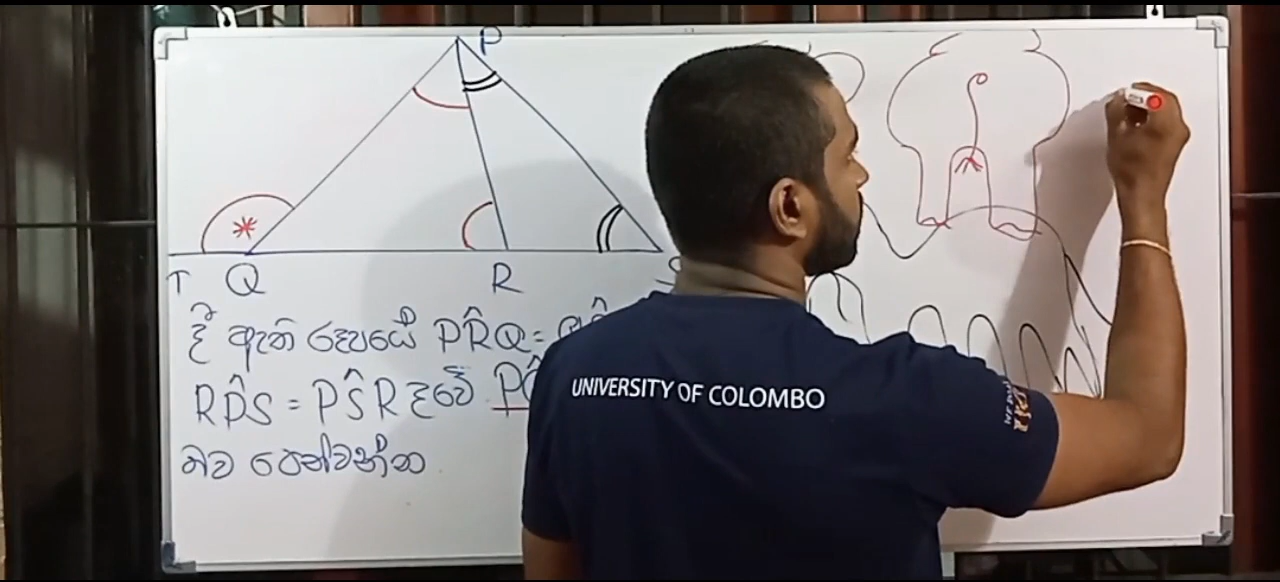 P
T Q R
දී ඇති රූපයේ PR̂Q =
RP̂S = PŜR දවේ
බව පෙන්වන්න
UNIVERSITY OF COLOMBO